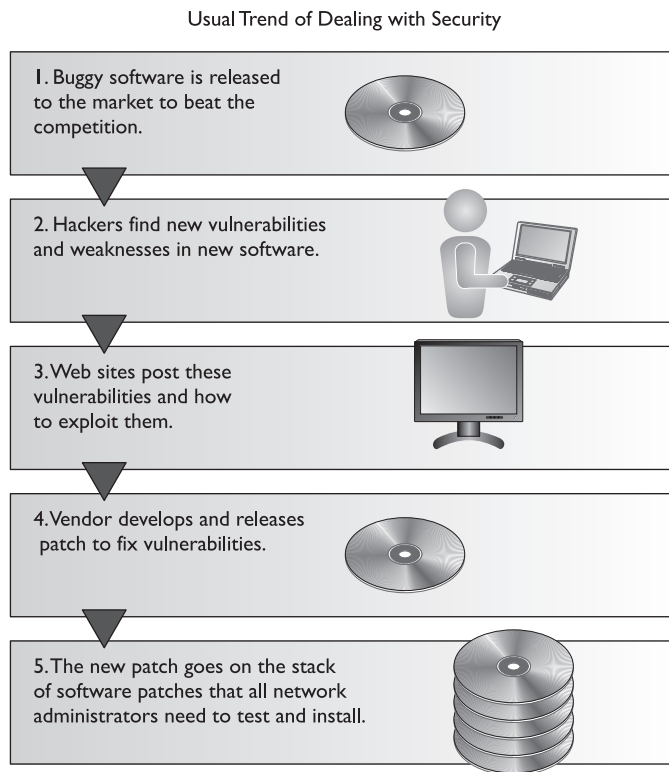 Usual Trend of Dealing with Security
1. Buggy software is released
to the market to beat the
competition.
2. Hackers find new vulnerabilities
and weaknesses in new software.
3. Web sites post these
vulnerabilities and how
to exploit them.
4. Vendor develops and releases
patch to fix vulnerabilities.
5. The new patch goes on the stack
of software patches that all network
administrators need to test and install.